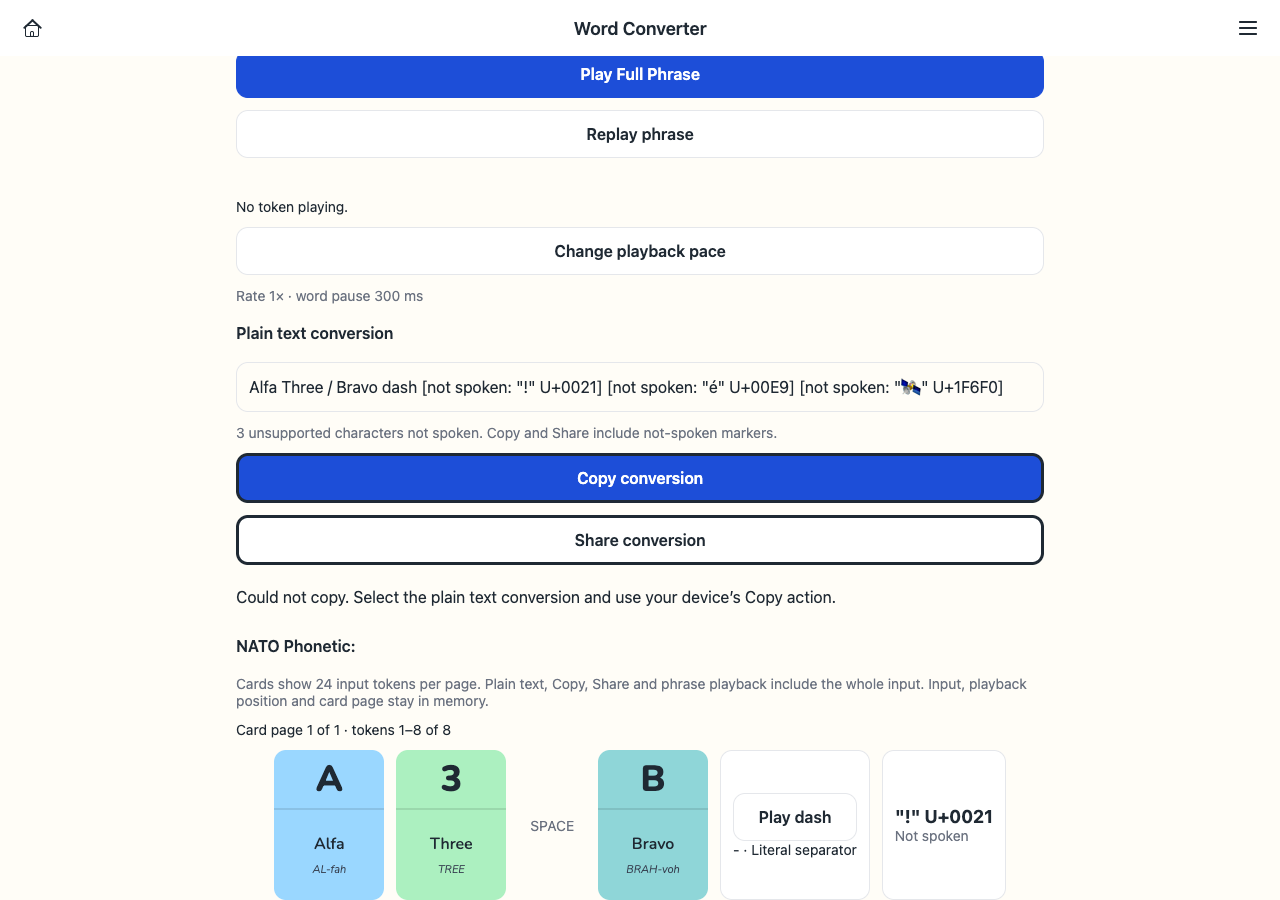 Word Converter
Play Full Phrase
Replay phrase
No token playing.
Change playback pace
Rate 1× · word pause 300 ms
Plain text conversion
Alfa Three / Bravo dash [not spoken: "!" U+0021] [not spoken: "é" U+00E9] [not spoken: "🛰" U+1F6F0]
3 unsupported characters not spoken. Copy and Share include not-spoken markers.
Copy conversion
Share conversion
Could not copy. Select the plain text conversion and use your device’s Copy action.
NATO Phonetic:
Cards show 24 input tokens per page. Plain text, Copy, Share and phrase playback include the whole input. Input, playback
position and card page stay in memory.
Card page 1 of 1 · tokens 1–8 of 8
A
Alfa
AL-fah
3
Three
TREE
SPACE
B
Bravo
BRAH-voh
Play dash
- · Literal separator
"!" U+0021
Not spoken